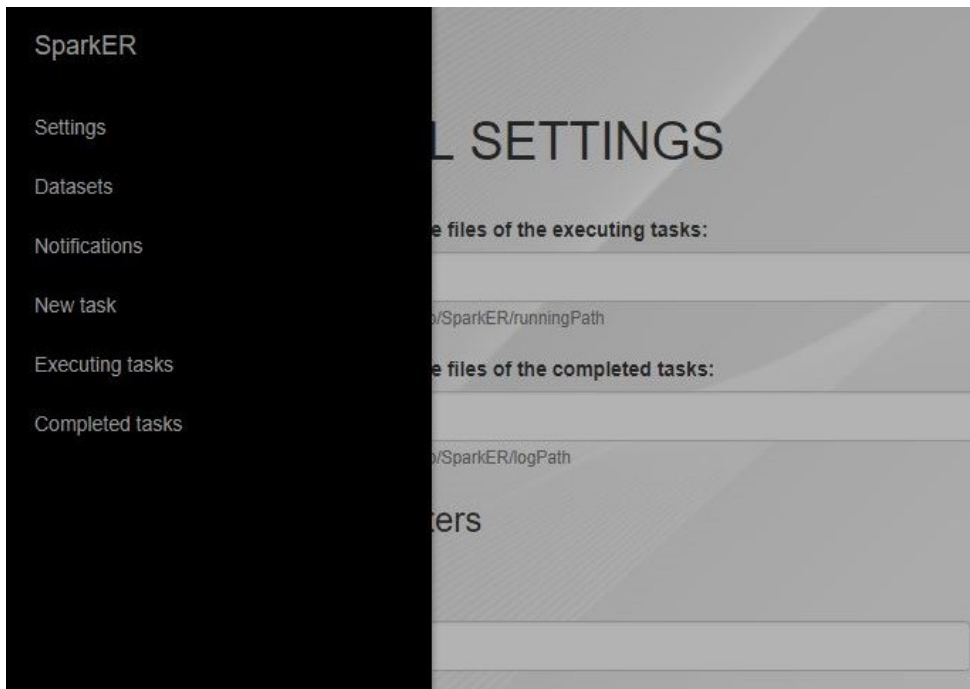 SparkER
Settings
Datasets
Notifications
New task
Executing tasks
Completed tasks
L SETTINGS
e files of the executing tasks:
o/SparkER/runningPath
e files of the completed tasks:
o/SparkER/logPath
ters